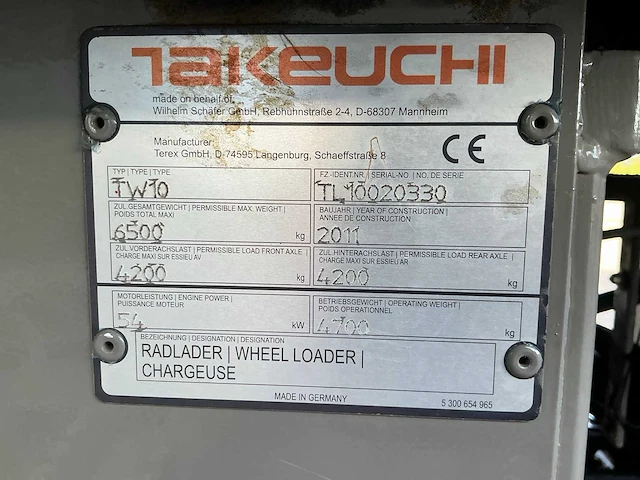 TAKEUCHI
made on behalf of
Wilhelm Schäfer GmbH, Rebhuhnstraße 2-4, D-68307 Mannheim
Manufacturer
Terex GmbH, D-74595 Langenburg, Schaeffstraße 8
CE
TYP | TYPE | TYPE
TW10
FZ.-IDENTNR. | SERIAL-NO. | NO. DE SERIE
TL10020330
ZUL.GESAMTGEWICHT | PERMISSIBLE MAX. WEIGHT |
POIDS TOTAL MAXI
6500 kg
BAUJAHR | YEAR OF CONSTRUCTION |
ANNEE DE CONSTRUCTION
2011
ZUL.VORDERACHSLAST | PERMISSIBLE LOAD FRONT AXLE |
CHARGE MAXI SUR ESSIEU AV
4200 kg
ZUL.HINTERACHSLAST | PERMISSIBLE LOAD REAR AXLE |
CHARGE MAXI SUR ESSIEU AR
4200 kg
MOTORLEISTUNG | ENGINE POWER |
PUISSANCE MOTEUR
54 kW
BETRIEBSGEWICHT | OPERATING WEIGHT |
POIDS OPERATIONNEL
4700 kg
BEZEICHNUNG | DESIGNATION | DESIGNATION
RADLADER | WHEEL LOADER |
CHARGEUSE
MADE IN GERMANY
5 300 654 965